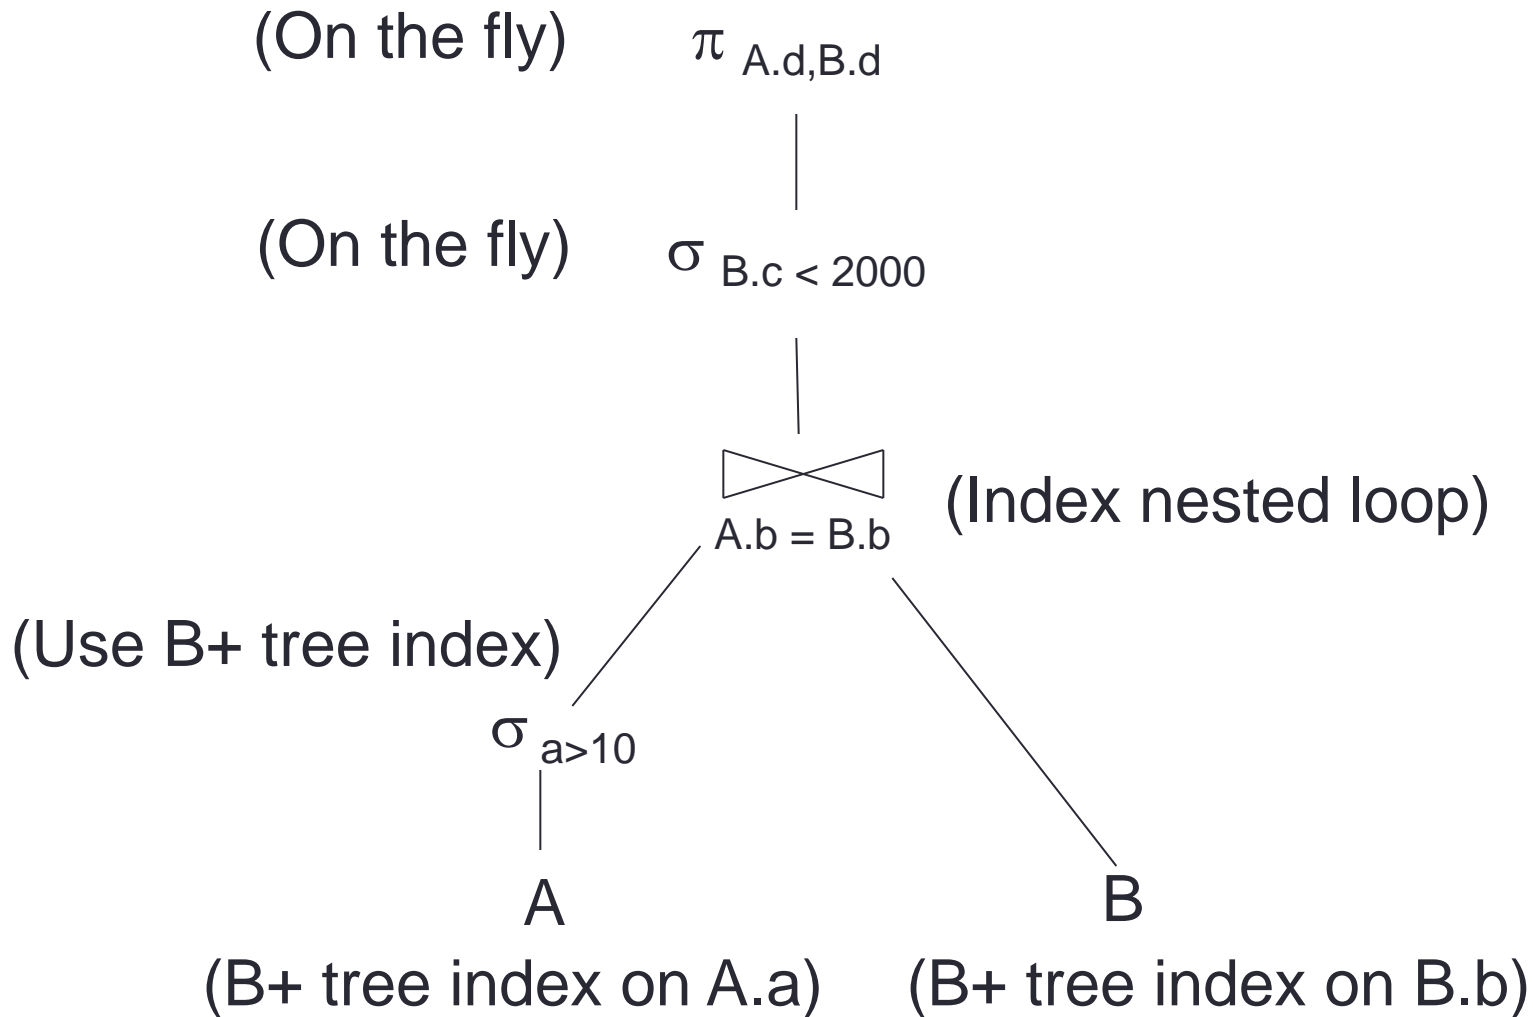 (On the fly) π A.d,B.d
(On the fly) σ B.c < 2000
A.b = B.b (Index nested loop)
(Use B+ tree index)
σ a>10
A B
(B+ tree index on A.a) (B+ tree index on B.b)